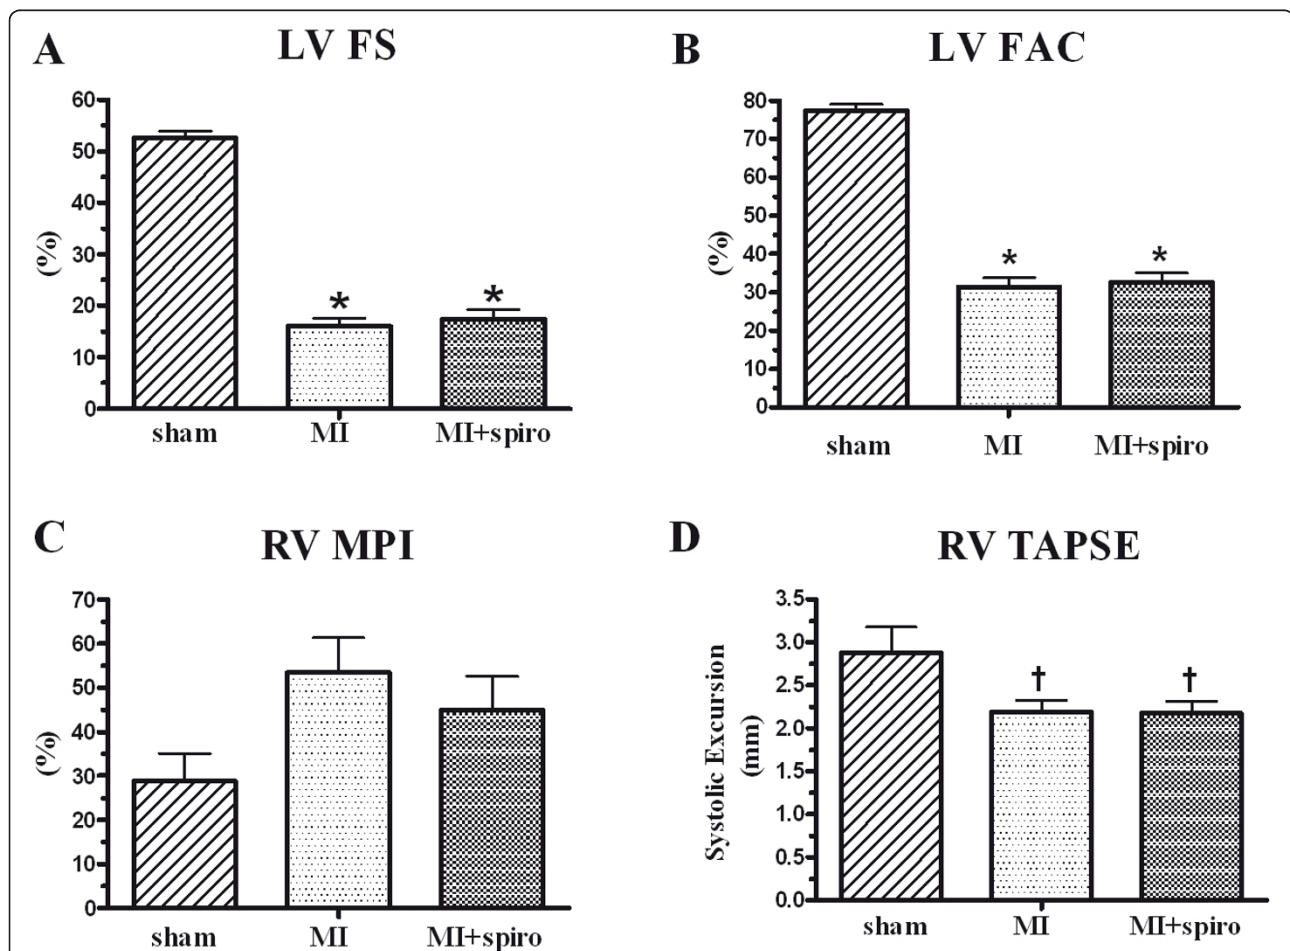 A
LV FS
60
50
40
30
20
10
0
(%)
*
*
sham
MI
MI+spiro
B
LV FAC
80
70
60
50
40
30
20
10
0
(%)
*
*
sham
MI
MI+spiro
C
RV MPI
70
60
50
40
30
20
10
0
(%)
sham
MI
MI+spiro
D
RV TAPSE
3.5
3.0
2.5
2.0
1.5
1.0
0.5
0.0
Systolic Excursion
(mm)
†
†
sham
MI
MI+spiro